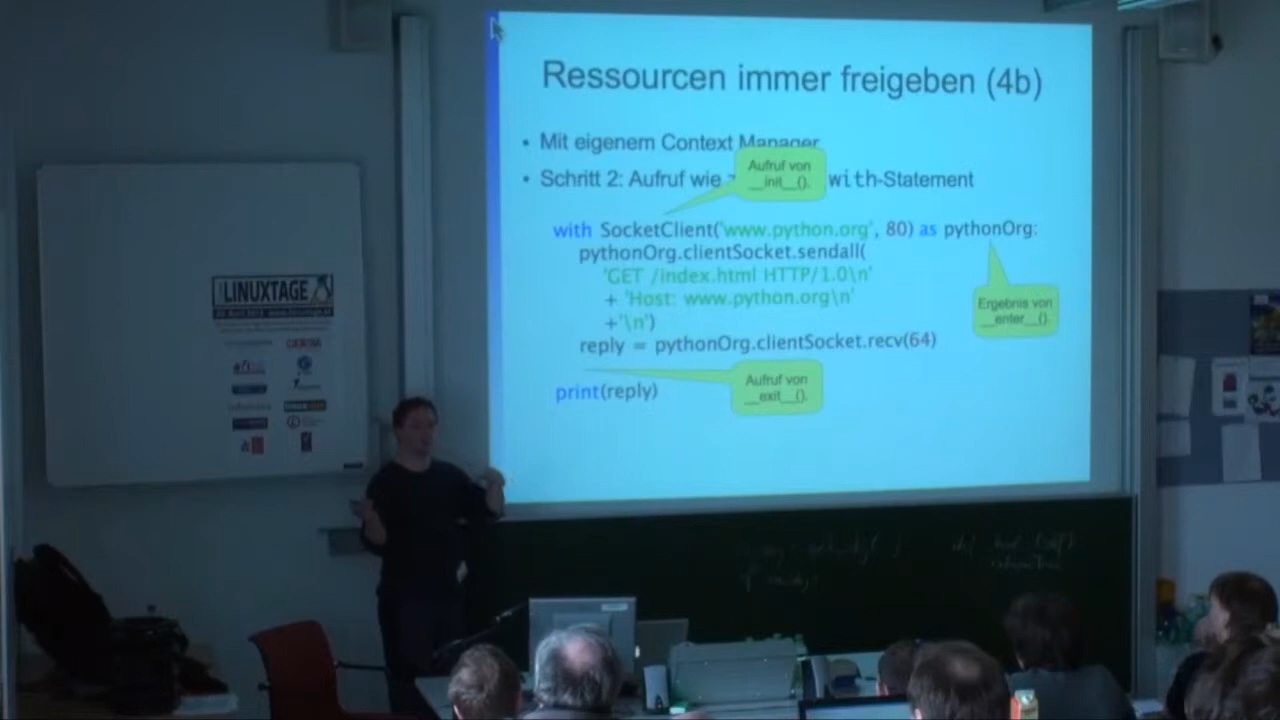 Ressourcen immer freigeben (4b)
• Mit eigenem Context Manager
• Schritt 2: Aufruf wie with-Statement
Aufruf von
__init__().
with SocketClient('www.python.org', 80) as pythonOrg:
pythonOrg.clientSocket.sendall(
'GET /index.html HTTP/1.0\n'
+ 'Host: www.python.org\n'
+'\n')
reply = pythonOrg.clientSocket.recv(64)
Ergebnis von
__enter__().
print(reply)
Aufruf von
__exit__().
LINUXTAGE